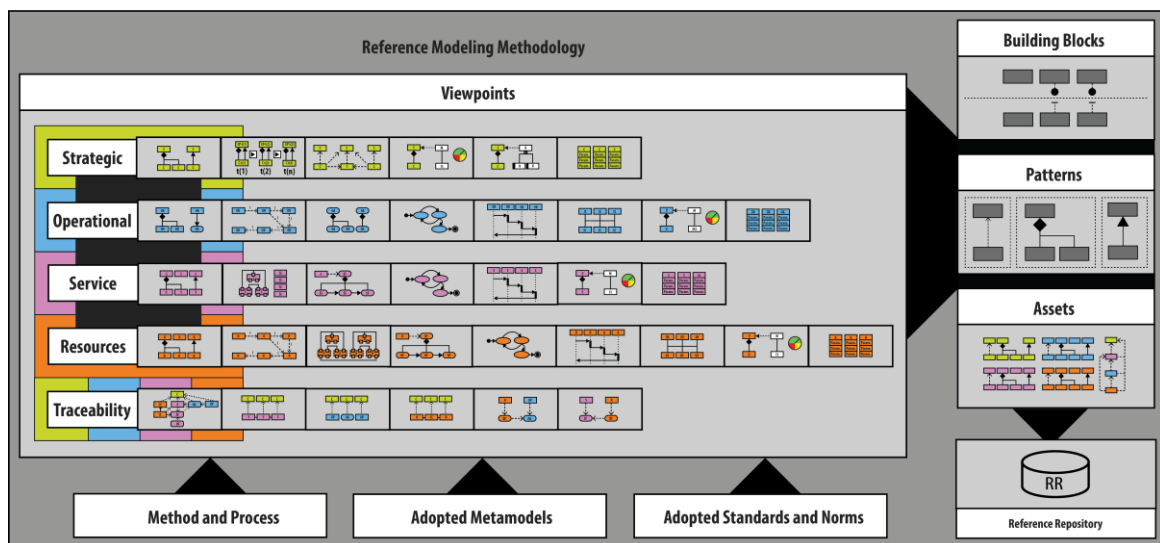 Reference Modeling Methodology
Viewpoints
Strategic
t(1) t(2) t(n)
Operational
Service
Resources
Traceability
Method and Process
Adopted Metamodels
Adopted Standards and Norms
Building Blocks
Patterns
Assets
RR
Reference Repository